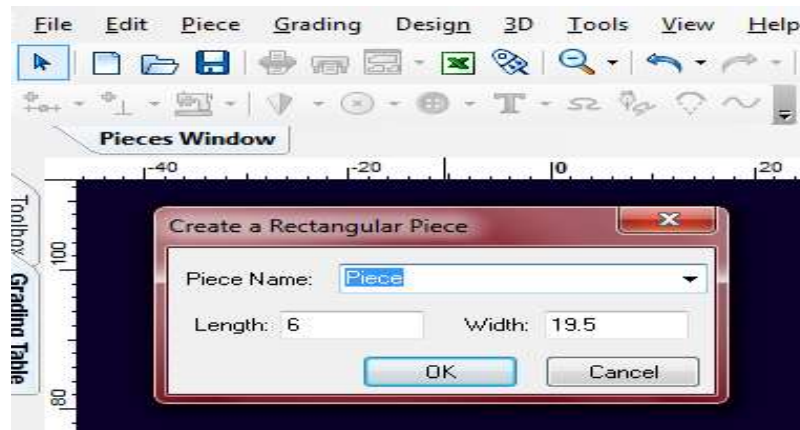 File Edit Piece Grading Design 3D Tools View Help
Pieces Window
-40 -20 0 20
Toolbox
Grading Table
100
80
Create a Rectangular Piece
Piece Name: Piece
Length: 6 Width: 19.5
OK Cancel